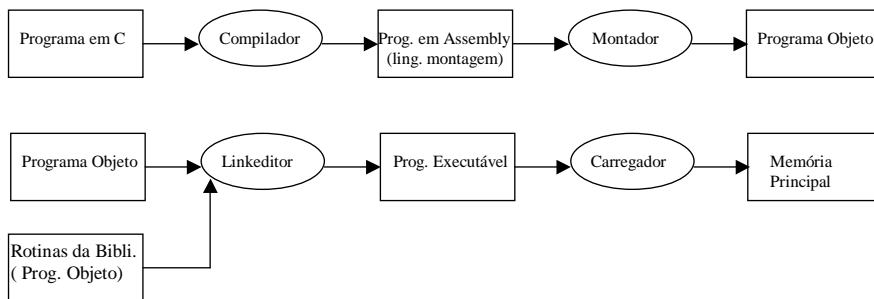 Programa em C
Compilador
Prog. em Assembly
(ling. montagem)
Montador
Programa Objeto
Programa Objeto
Linkeditor
Prog. Executável
Carregador
Memória
Principal
Rotinas da Bibli.
( Prog. Objeto)